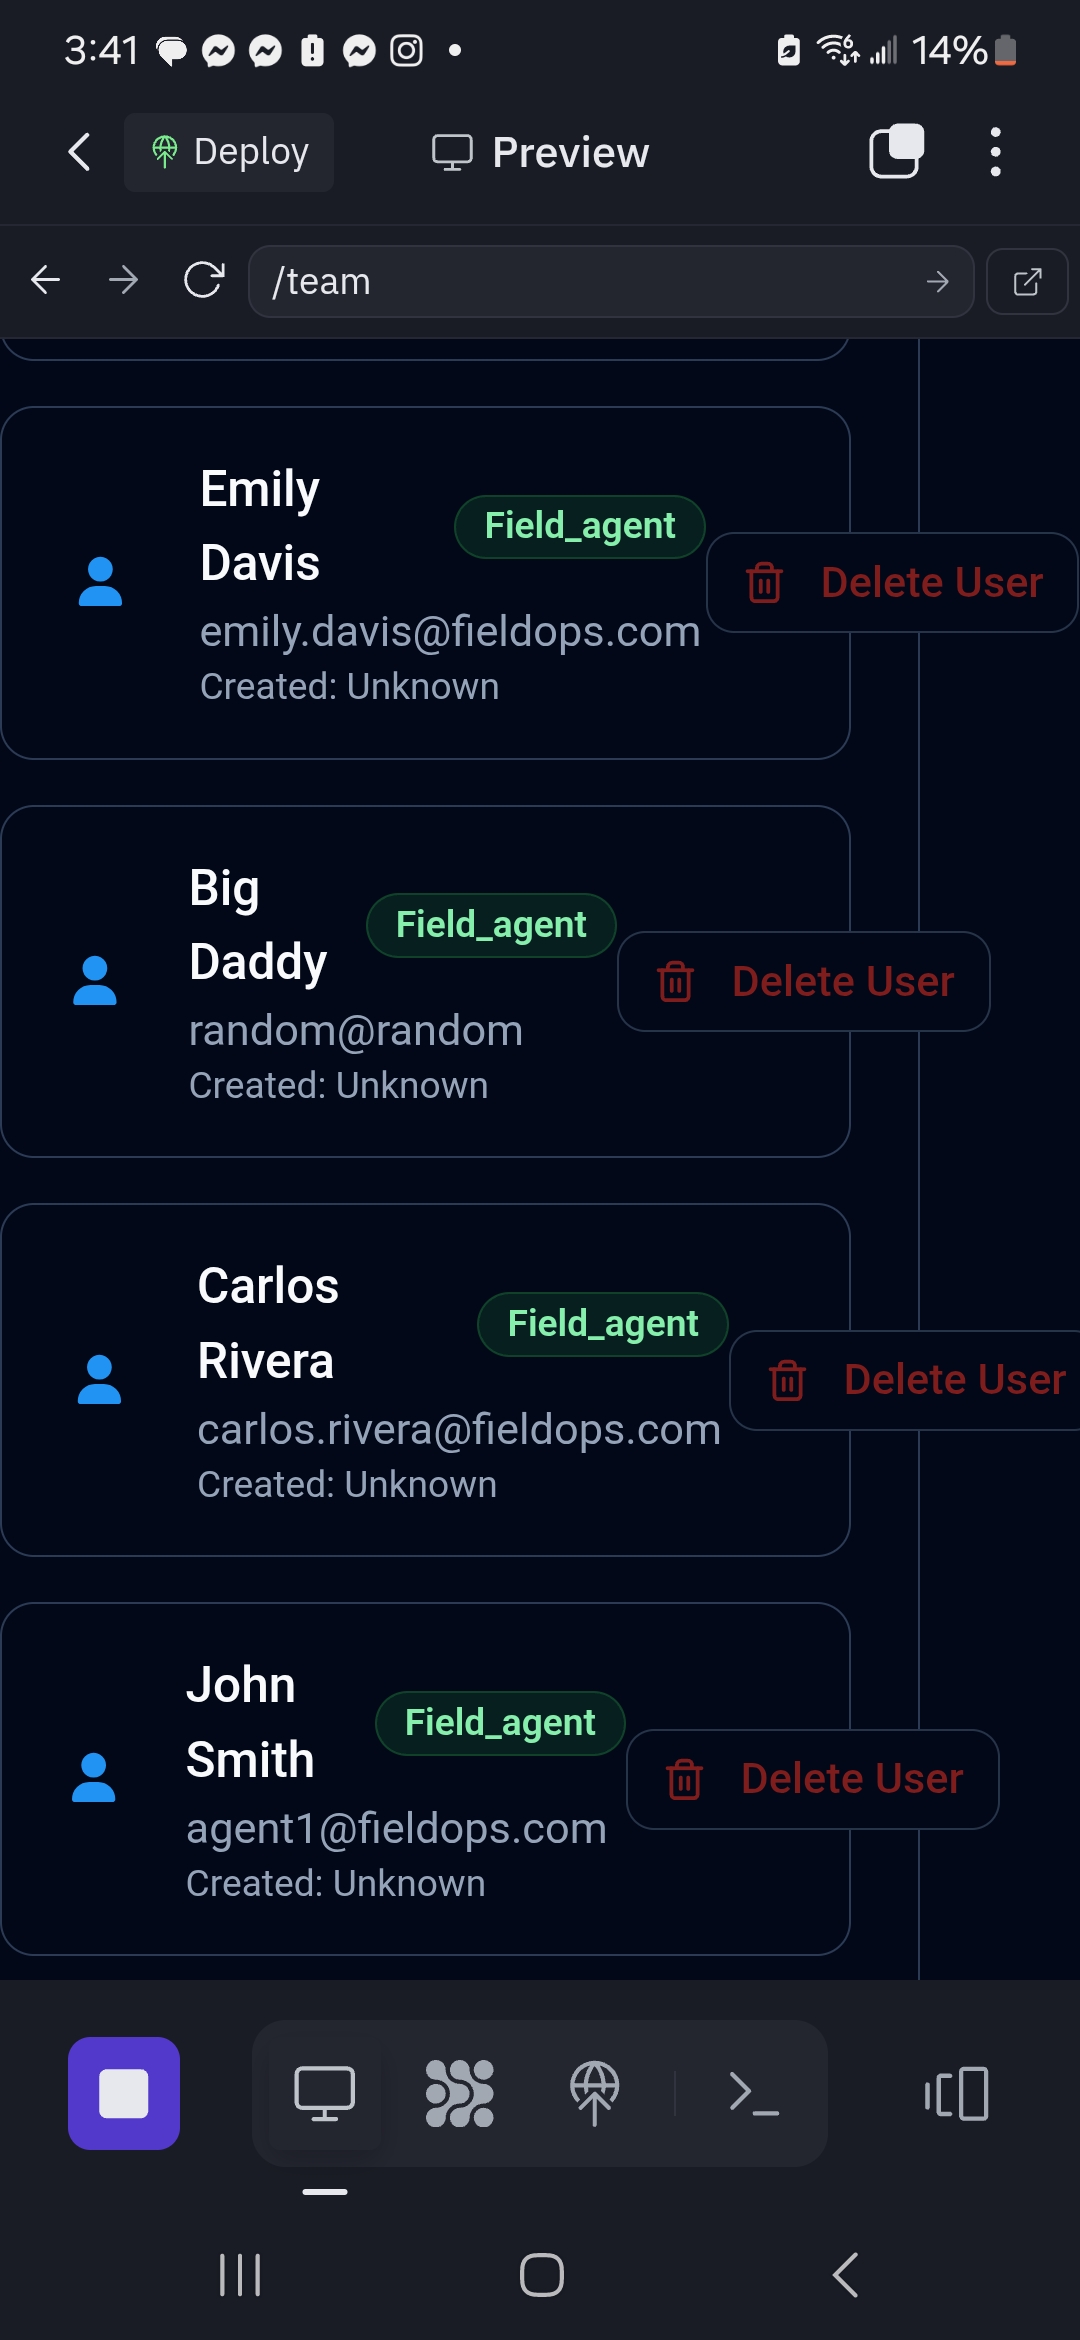 3:41
14%
Deploy
Preview
/team
Emily
Davis
Field_agent
Delete User
emily.davis@fieldops.com
Created: Unknown
Big
Daddy
Field_agent
Delete User
random@random
Created: Unknown
Carlos
Rivera
Field_agent
Delete User
carlos.rivera@fieldops.com
Created: Unknown
John
Smith
Field_agent
Delete User
agent1@fieldops.com
Created: Unknown